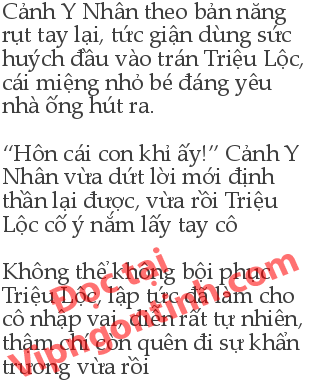 Cảnh Y Nhân theo bản năng
rụt tay lại, tức giận dùng sức
huých đầu vào trán Triệu Lộc,
cái miệng nhỏ bé đáng yêu
nhà ống hút ra.
“Hôn cái con khỉ ấy!” Cảnh Y
Nhân vừa dứt lời mới định
thần lại được, vừa rồi Triệu
Lộc cố ý nắm lấy tay cô
Không thể không bội phục
Triệu Lộc, lập tức đã làm cho
cô nhập vai, diễn rất tự nhiên,
thậm chí còn quên đi sự khẩn
trương vừa rồi
Đọc tại
Vipngontinh.com